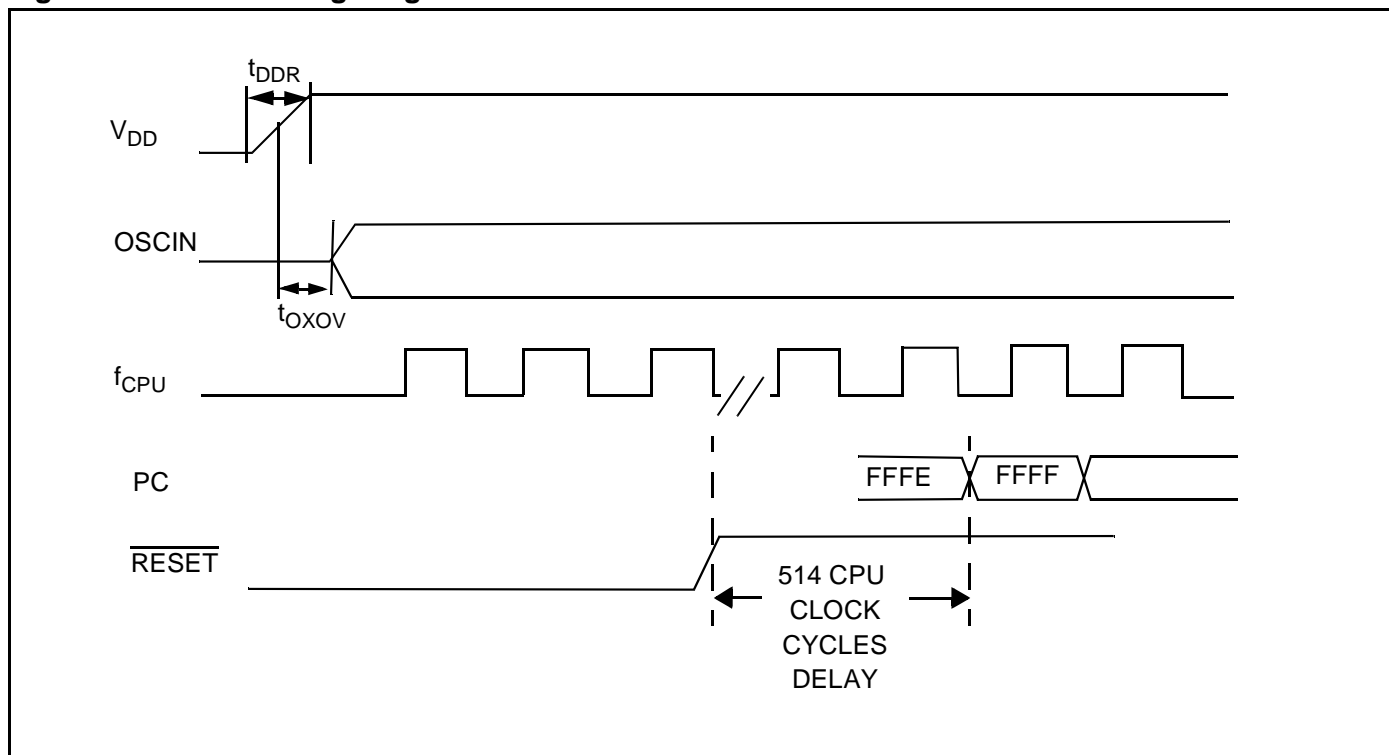 tDDR
VDD
OSCIN
tOXOV
fCPU
PC
FFFE
FFFF
RESET
514 CPU
CLOCK
CYCLES
DELAY